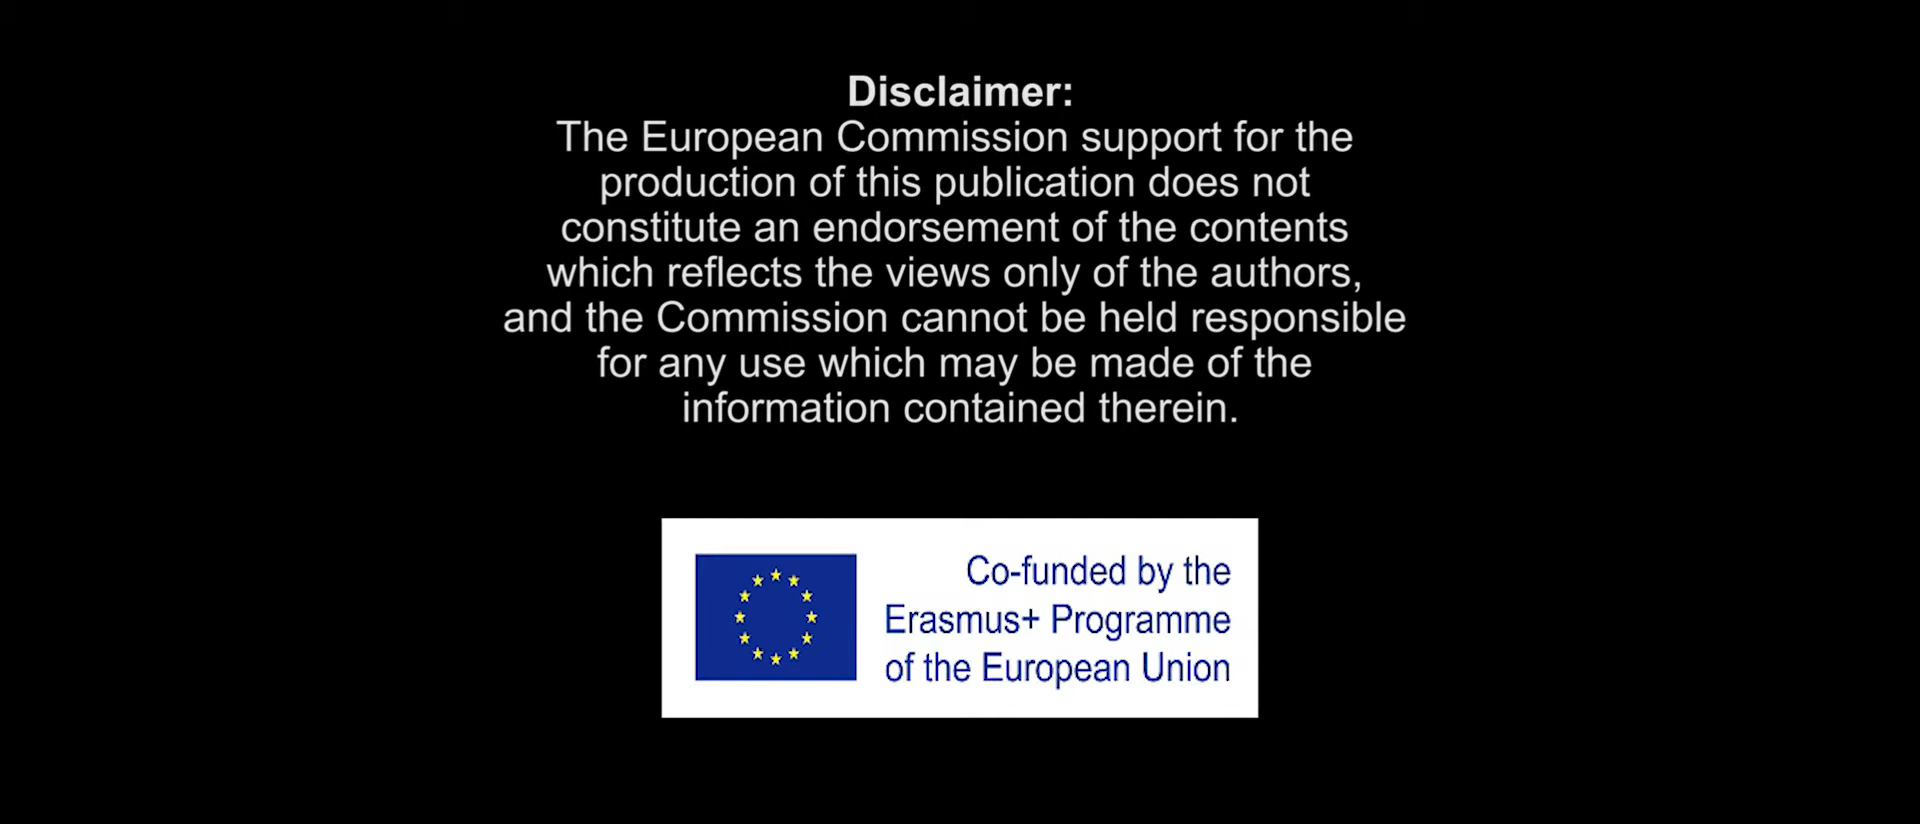 Disclaimer:
The European Commission support for the
production of this publication does not
constitute an endorsement of the contents
which reflects the views only of the authors,
and the Commission cannot be held responsible
for any use which may be made of the
information contained therein.
Co-funded by the
Erasmus+ Programme
of the European Union